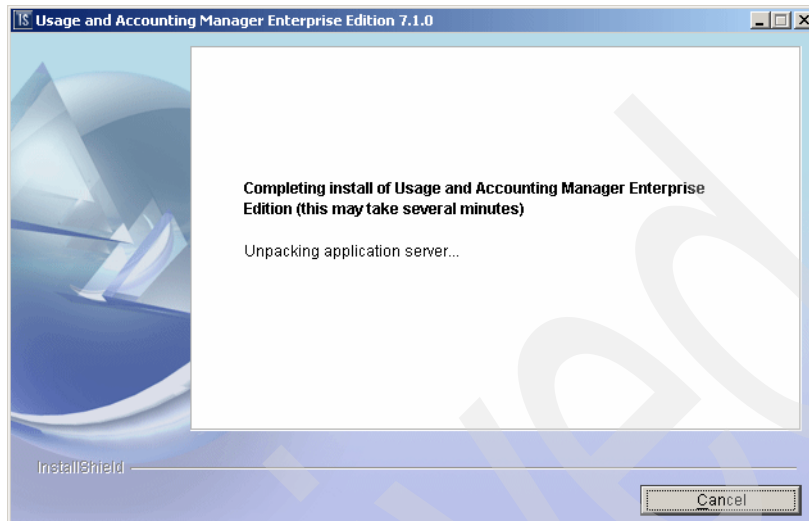 TS Usage and Accounting Manager Enterprise Edition 7.1.0
Completing install of Usage and Accounting Manager Enterprise
Edition (this may take several minutes)
Unpacking application server...
InstallShield
Cancel